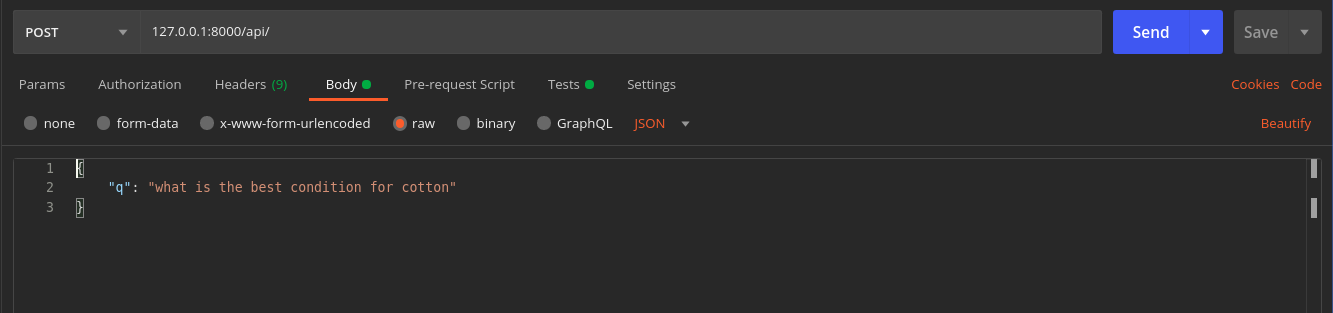 POST 127.0.0.1:8000/api/ Send Save
Params Authorization Headers (9) Body Pre-request Script Tests Settings Cookies Code
none form-data x-www-form-urlencoded raw binary GraphQL JSON Beautify
1 {
2 "q": "what is the best condition for cotton"
3 }